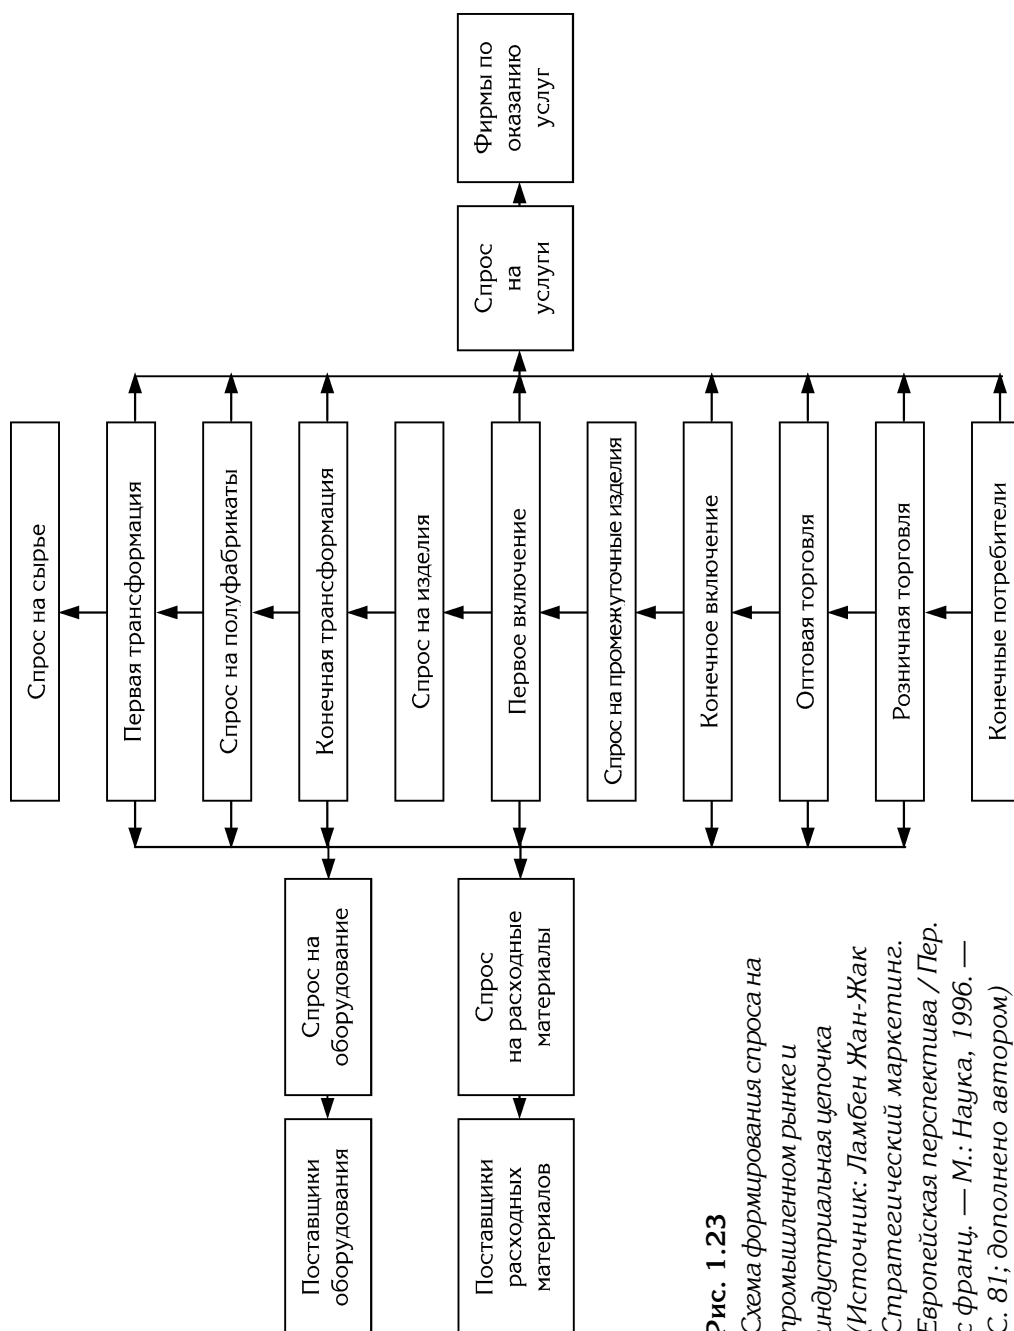 Поставщики
оборудования
Поставщики
расходных
материалов
Спрос на
оборудование
Спрос
на расходные
материалы
Спрос на сырье
Первая трансформация
Спрос на полуфабрикаты
Конечная трансформация
Спрос на изделия
Первое включение
Спрос на промежуточные изделия
Конечное включение
Оптовая торговля
Розничная торговля
Конечные потребители
Спрос
на
услуги
Фирмы по
оказанию
услуг
Рис. 1.23
Схема формирования спроса на
промышленном рынке и
индустриальная цепочка
(Источник: Ламбен Жан-Жак
Стратегический маркетинг.
Европейская перспектива / Пер.
с франц. — М.: Наука, 1996. —
С. 81; дополнено автором)